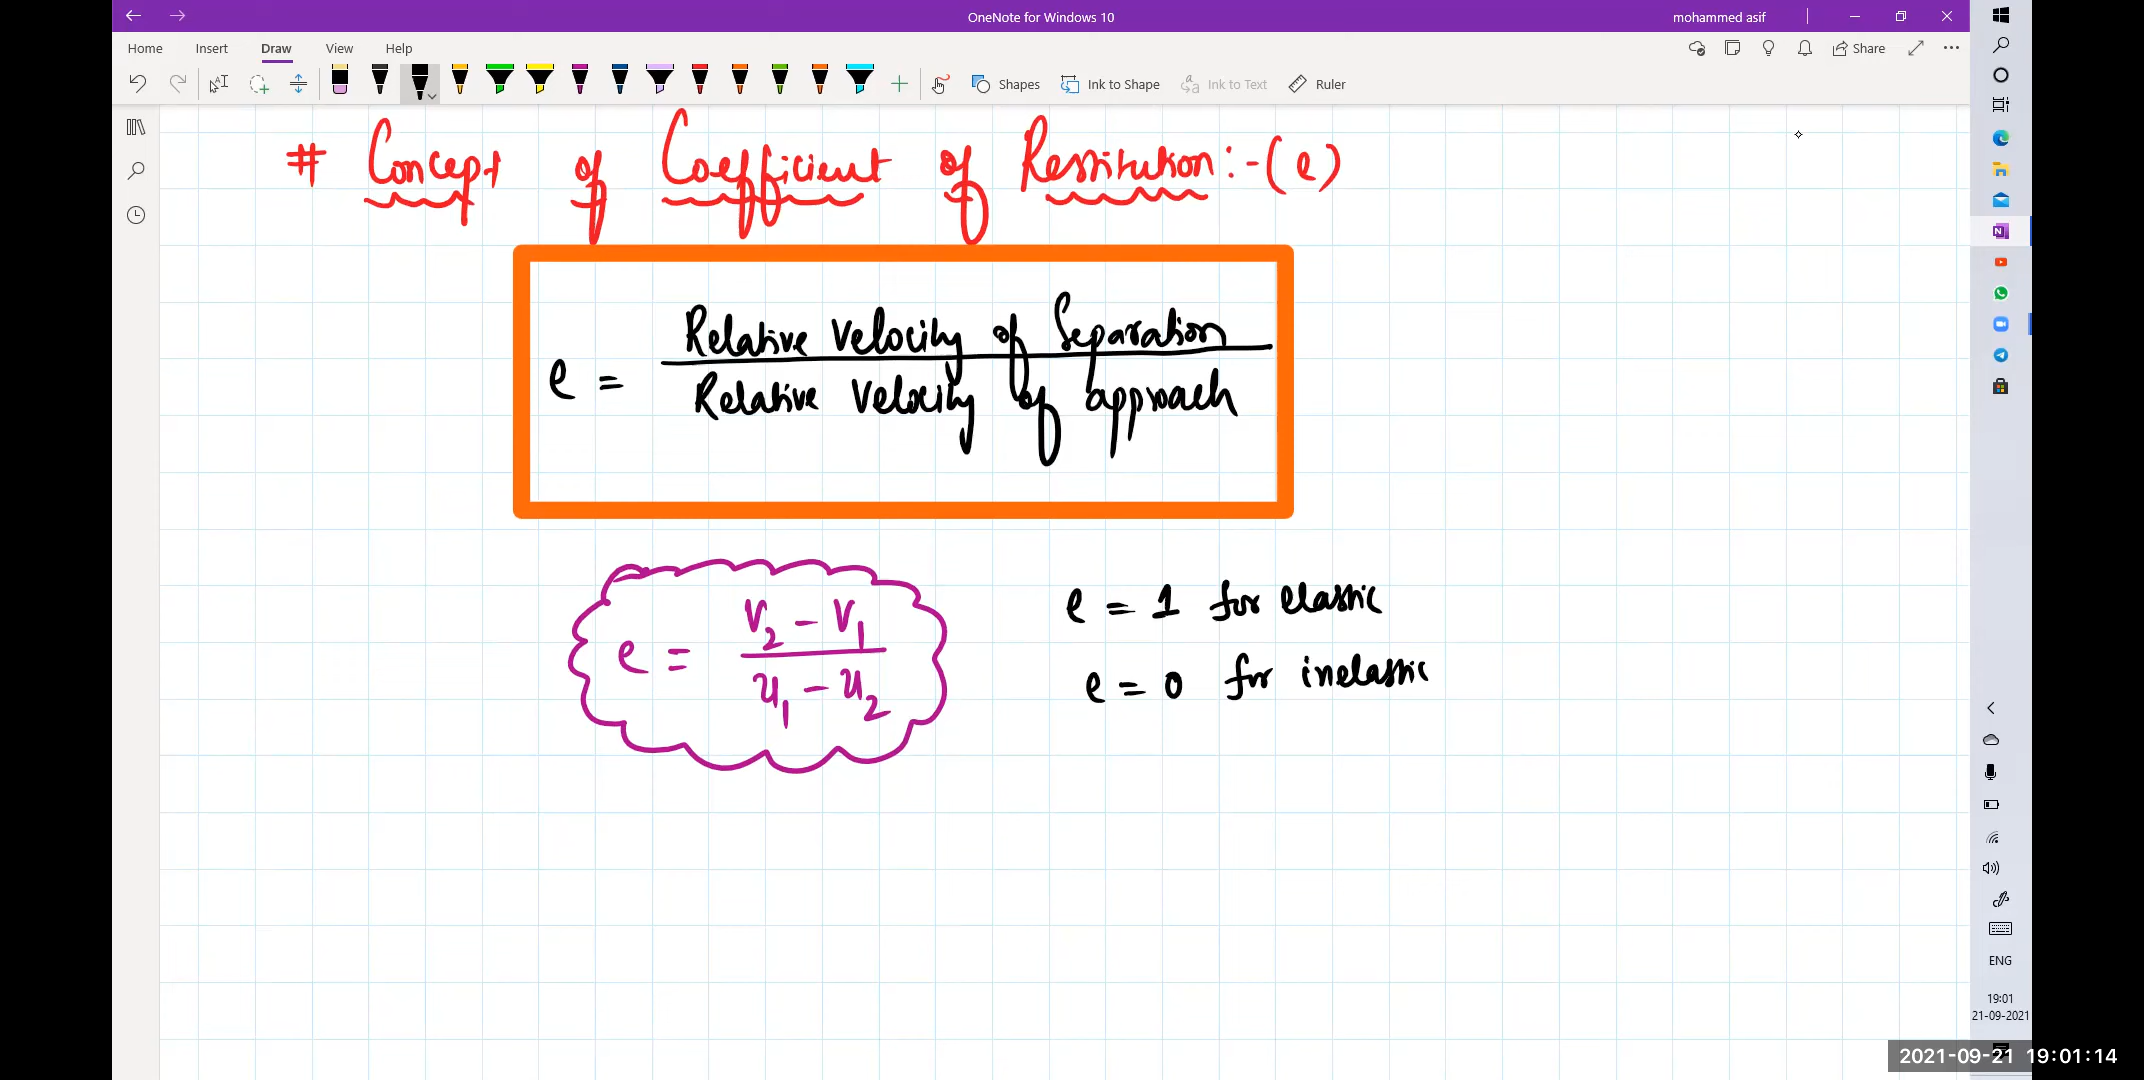 OneNote for Windows 10
mohammed asif
Home Insert Draw View Help
Share
Shapes Ink to Shape Ink to Text Ruler
# Concept of Coefficient of Restitution:-(e)
e = Relative Velocity of Separation
Relative Velocity of approach
e = V2 - V1
u1 - u2
e = 1 for elastic
e = 0 for inelastic
ENG
19:01
21-09-2021
2021-09-21 19:01:14